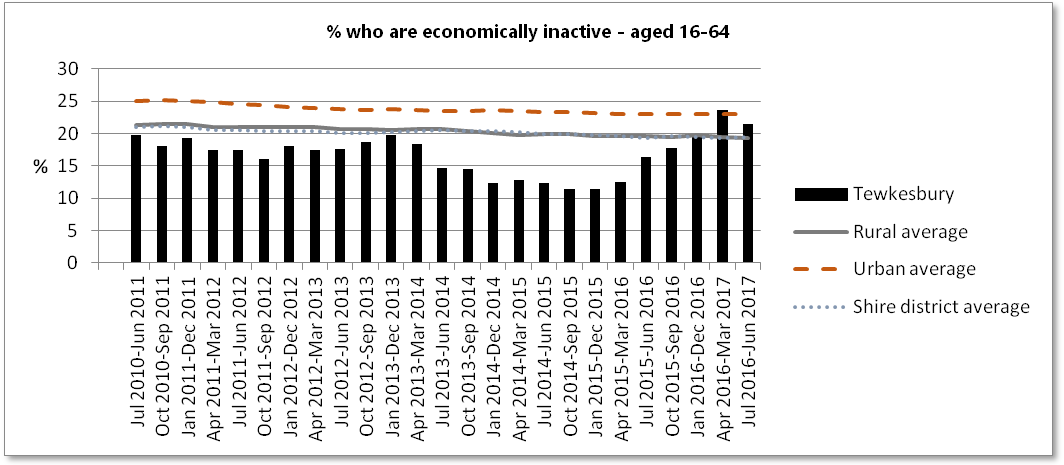 % who are economically inactive - aged 16-64
30
25
20
15
10
5
0
%
Jul 2010-Jun 2011
Oct 2010-Sep 2011
Jan 2011-Dec 2011
Apr 2011-Mar 2012
Jul 2011-Jun 2012
Oct 2011-Sep 2012
Jan 2012-Dec 2012
Apr 2012-Mar 2013
Jul 2012-Jun 2013
Oct 2012-Sep 2013
Jan 2013-Dec 2013
Apr 2013-Mar 2014
Jul 2013-Jun 2014
Oct 2013-Sep 2014
Jan 2014-Dec 2014
Apr 2014-Mar 2015
Jul 2014-Jun 2015
Oct 2014-Sep 2015
Jan 2015-Dec 2015
Apr 2015-Mar 2016
Jul 2015-Jun 2016
Oct 2015-Sep 2016
Jan 2016-Dec 2016
Apr 2016-Mar 2017
Jul 2016-Jun 2017
Tewkesbury
Rural average
Urban average
Shire district average